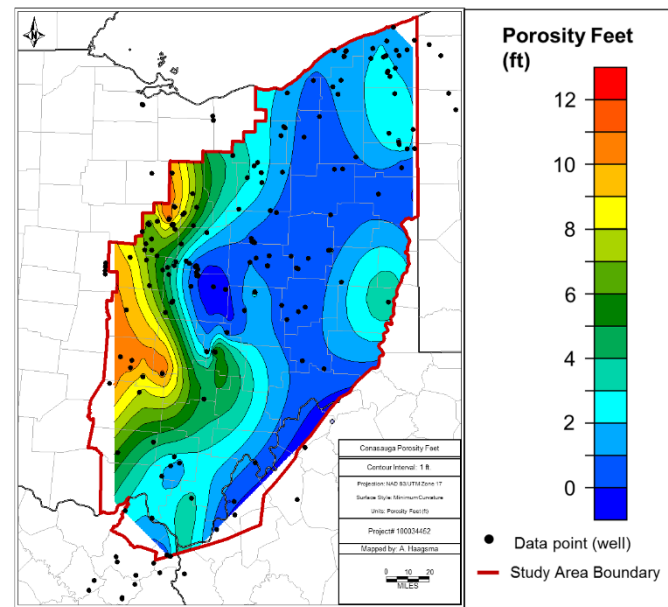 Porosity Feet
(ft)
12
10
8
6
4
2
0
Data point (well)
Study Area Boundary
Conasauga Porosity Feet
Contour Interval: 1 ft
Projection: NAD 83/UTM Zone 17
Surface Style: Minimum Curvature
Units: Porosity Feet (ft)
Project# 100034462
Mapped by: A. Haagsma
0 10 20
MILES